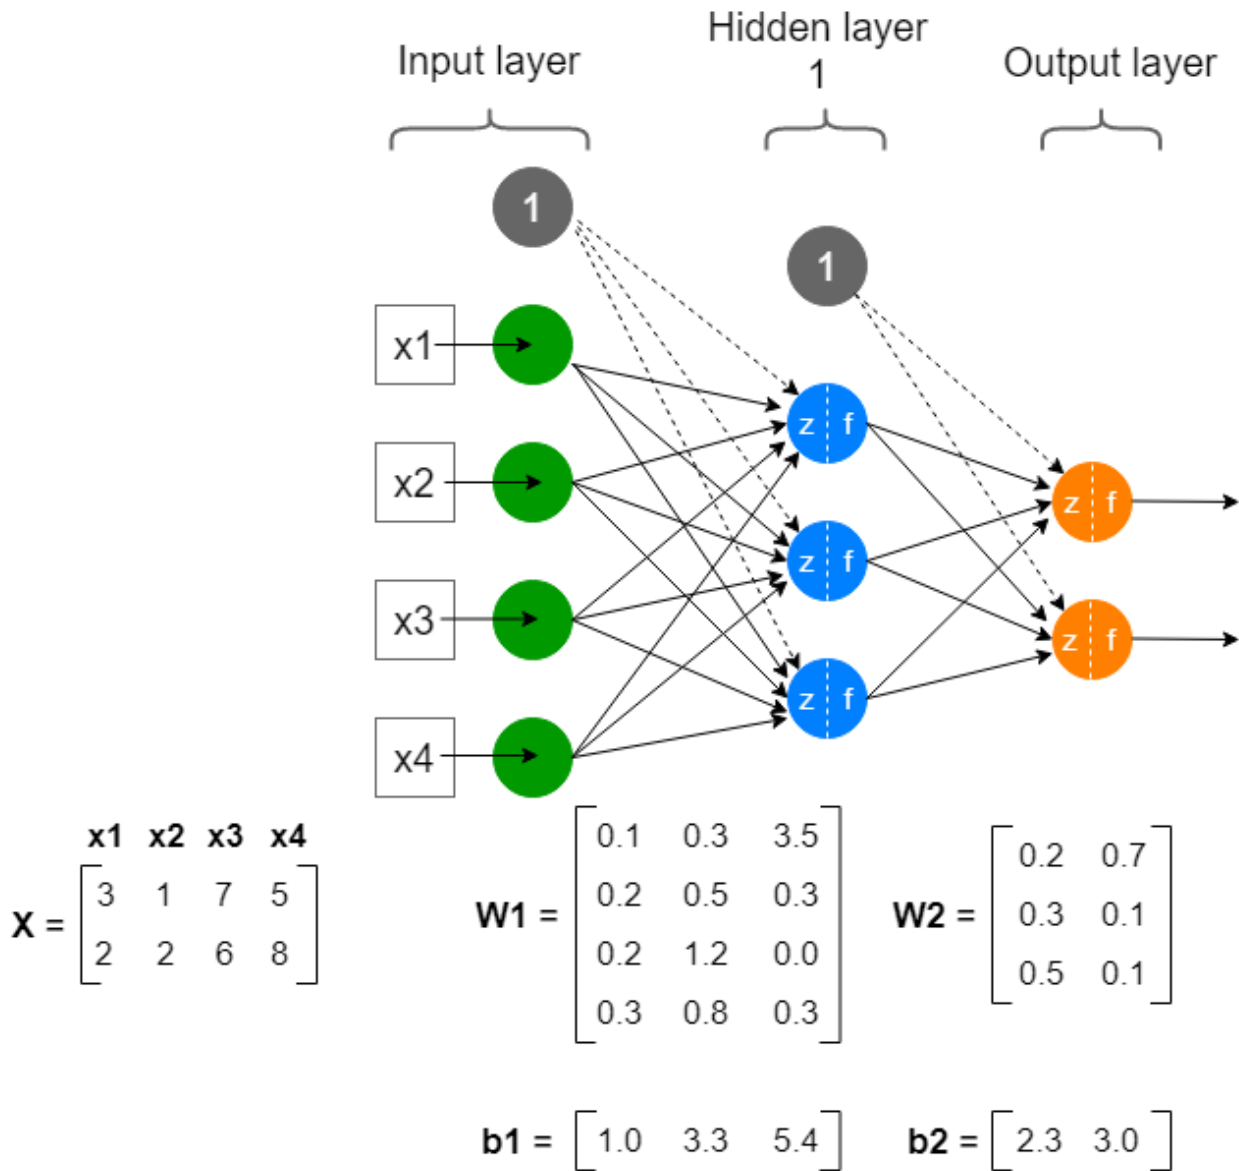 Input layer
Hidden layer
1
Output layer
1
1
x1
z f
x2
z f
z f
x3
z f
x4
z f
x1 x2 x3 x4
X =
3 1 7 5
2 2 6 8
W1 =
0.1 0.3 3.5
0.2 0.5 0.3
0.2 1.2 0.0
0.3 0.8 0.3
W2 =
0.2 0.7
0.3 0.1
0.5 0.1
b1 = 1.0 3.3 5.4
b2 = 2.3 3.0